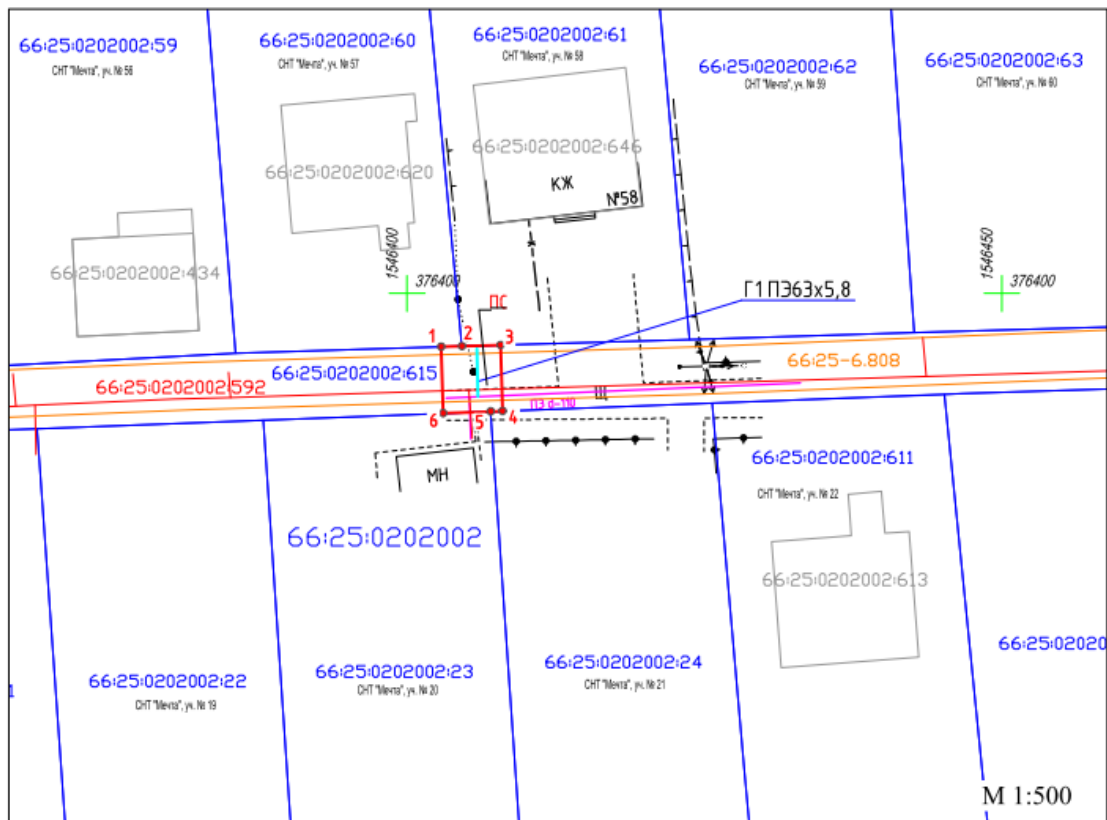 66:25:0202002:59
СНТ "Мечта", уч. № 56
66:25:0202002:60
СНТ "Мечта", уч. № 57
66:25:0202002:61
СНТ "Мечта", уч. № 58
66:25:0202002:62
СНТ "Мечта", уч. № 59
66:25:0202002:63
СНТ "Мечта", уч. № 60
66:25:0202002:620
66:25:0202002:646
КЖ
№58
66:25:0202002:434
1546400
376400
1546450
376400
ПС
Г1 ПЭ63х5,8
1
2
3
66:25:0202002:592
66:25:0202002:615
66:25-6.808
Щ
ПЭ d-110
6
5
4
МН
66:25:0202002:611
СНТ "Мечта", уч. № 22
66:25:0202002
66:25:0202002:613
66:25:0202002:22
СНТ "Мечта", уч. № 19
66:25:0202002:23
СНТ "Мечта", уч. № 20
66:25:0202002:24
СНТ "Мечта", уч. № 21
66:25:02020
1
М 1:500